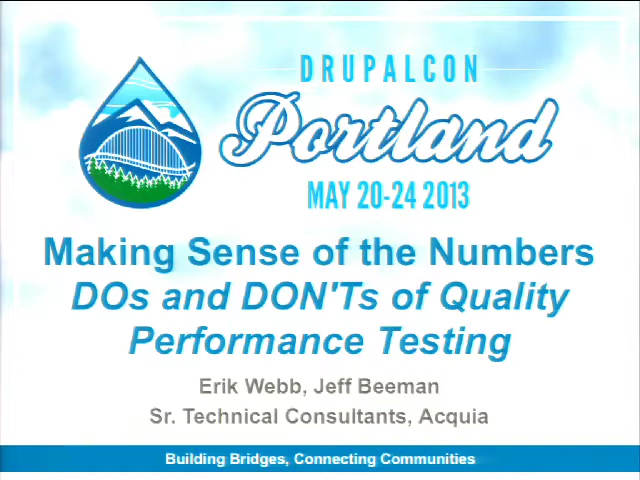 DRUPALCON
Portland
MAY 20-24 2013
Making Sense of the Numbers
DOs and DON'Ts of Quality
Performance Testing
Erik Webb, Jeff Beeman
Sr. Technical Consultants, Acquia
Building Bridges, Connecting Communities